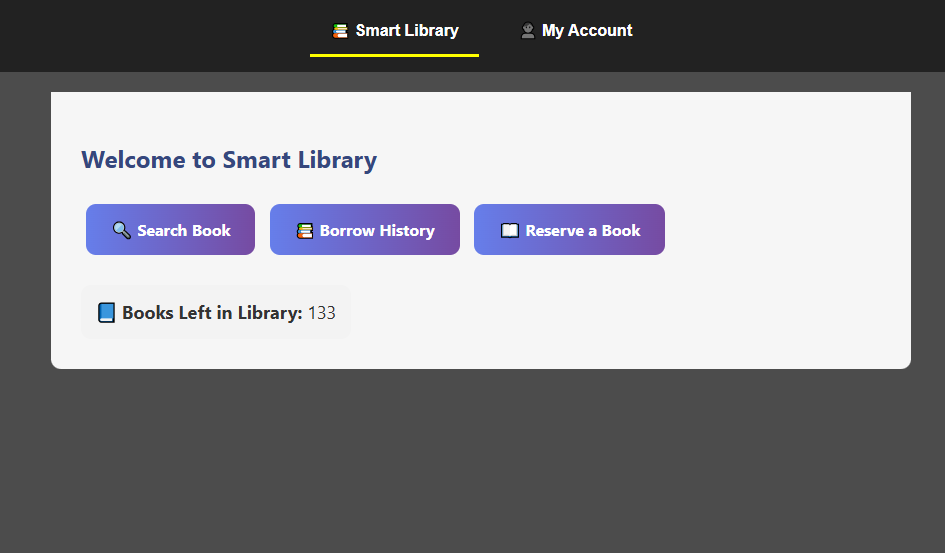 Smart Library
My Account
Welcome to Smart Library
Search Book
Borrow History
Reserve a Book
Books Left in Library: 133